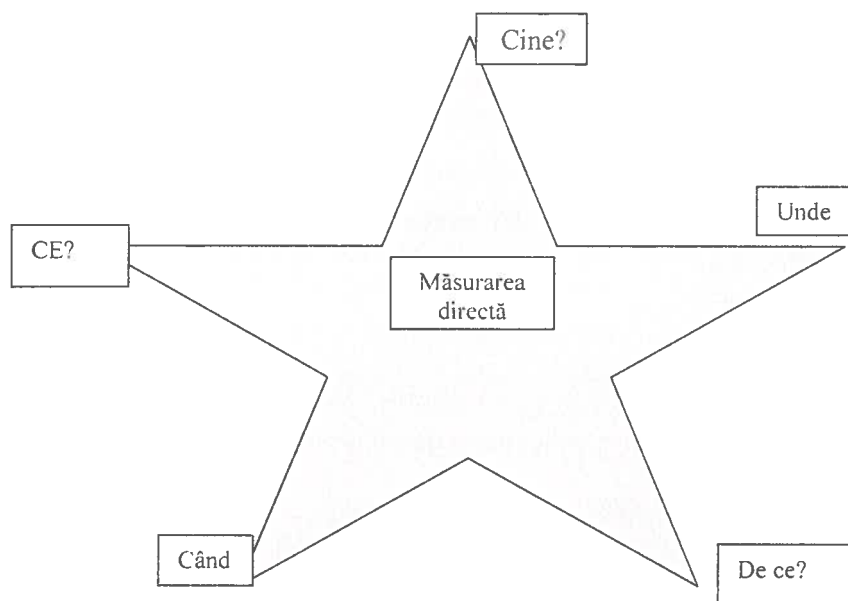 Cine?
Unde
CE?
Măsurarea
directă
Când
De ce?